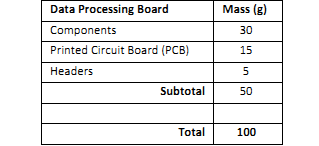 Data Processing Board Mass (g)
Components 30
Printed Circuit Board (PCB) 15
Headers 5
Subtotal 50
Total 100